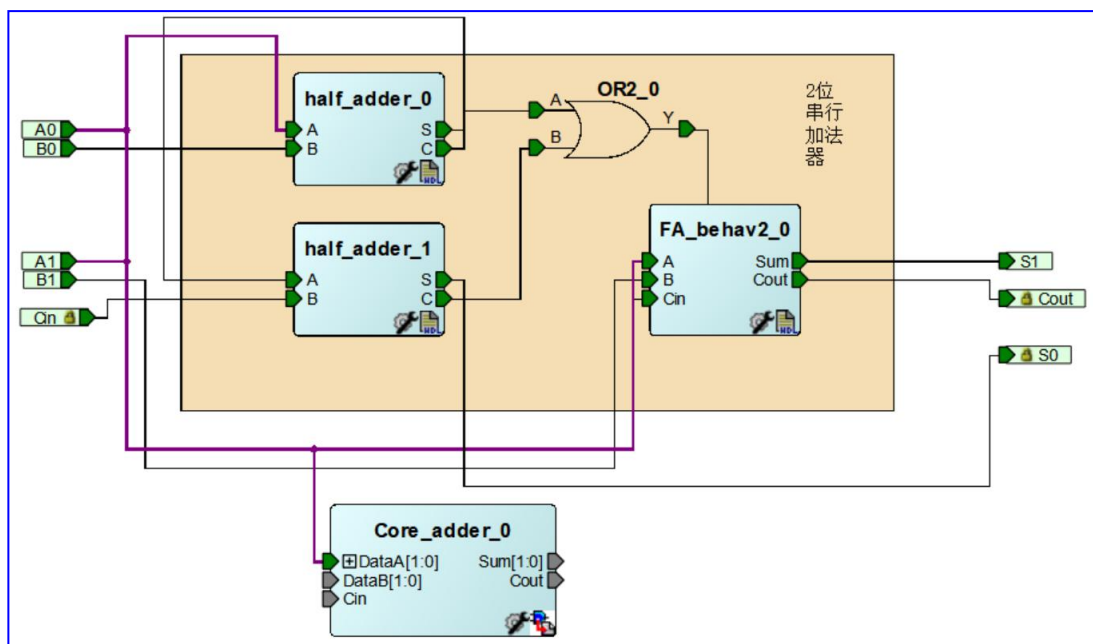 half_adder_0
A
B
S
C
OR2_0
A
B
Y
2位
串行
加法
器
A0
B0
half_adder_1
A
B
S
C
A1
B1
Cin
FA_behav2_0
A
B
Cin
Sum
Cout
S1
Cout
S0
Core_adder_0
DataA[1:0]
DataB[1:0]
Cin
Sum[1:0]
Cout